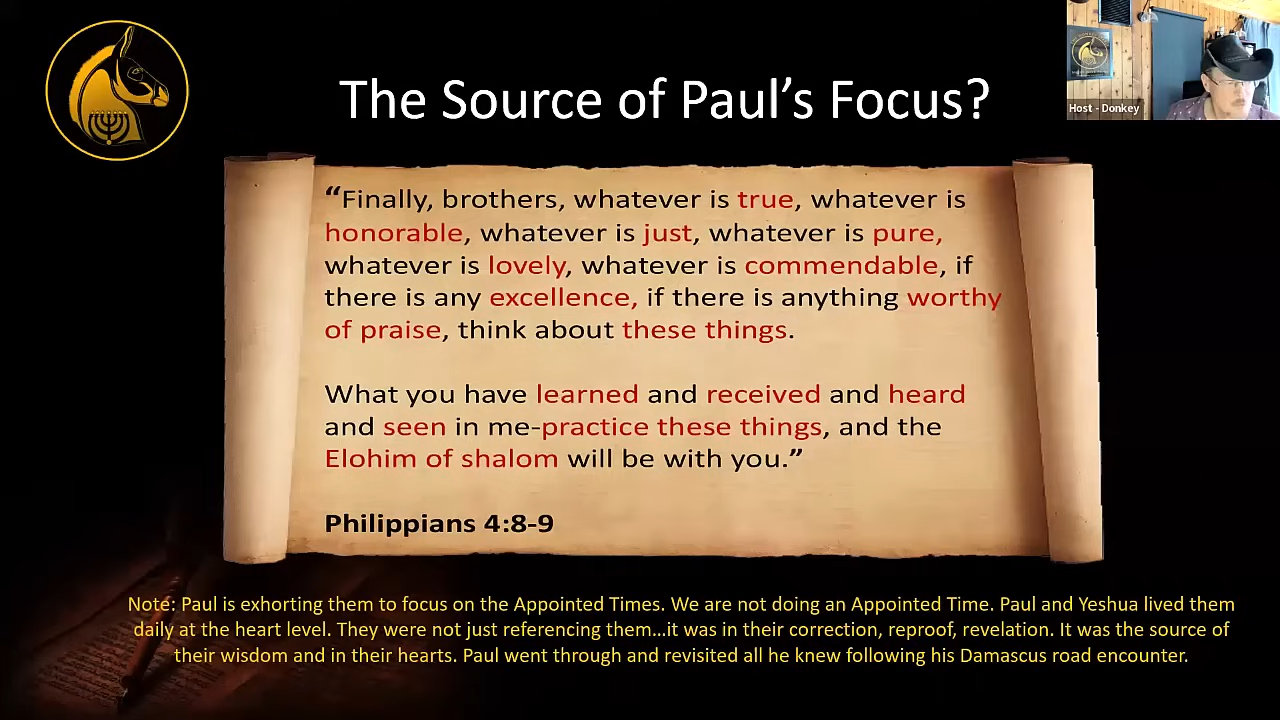 The Source of Paul’s Focus?
Host - Donkey
“Finally, brothers, whatever is true, whatever is
honorable, whatever is just, whatever is pure,
whatever is lovely, whatever is commendable, if
there is any excellence, if there is anything worthy
of praise, think about these things.
What you have learned and received and heard
and seen in me-practice these things, and the
Elohim of shalom will be with you.”
Philippians 4:8-9
Note: Paul is exhorting them to focus on the Appointed Times. We are not doing an Appointed Time. Paul and Yeshua lived them
daily at the heart level. They were not just referencing them...it was in their correction, reproof, revelation. It was the source of
their wisdom and in their hearts. Paul went through and revisited all he knew following his Damascus road encounter.